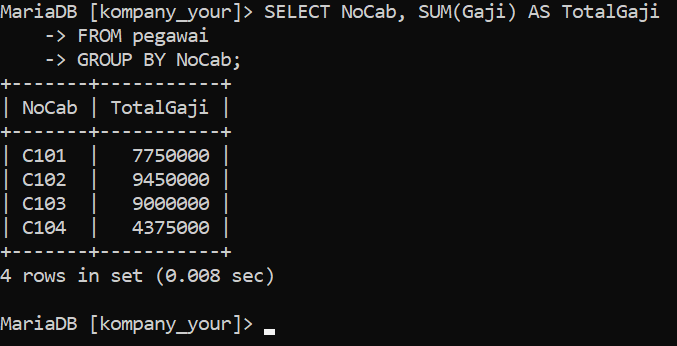 MariaDB [kompany_your]> SELECT NoCab, SUM(Gaji) AS TotalGaji
    -> FROM pegawai
    -> GROUP BY NoCab;
+-------+-----------+
| NoCab | TotalGaji |
+-------+-----------+
| C101  |   7750000 |
| C102  |   9450000 |
| C103  |   9000000 |
| C104  |   4375000 |
+-------+-----------+
4 rows in set (0.008 sec)

MariaDB [kompany_your]>